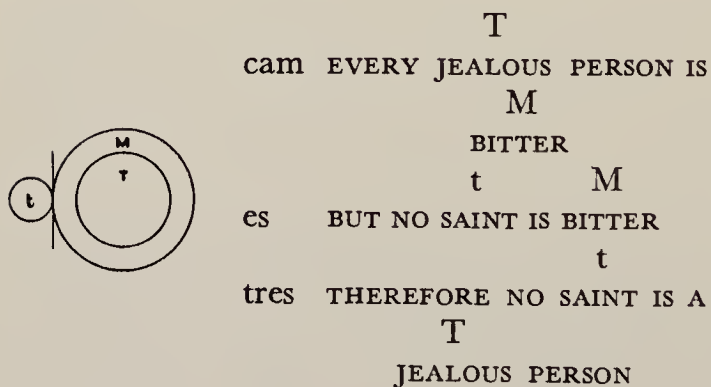 T
cam EVERY JEALOUS PERSON IS
M
BITTER
t M
es BUT NO SAINT IS BITTER
t
tres THEREFORE NO SAINT IS A
T
JEALOUS PERSON
M
T
t